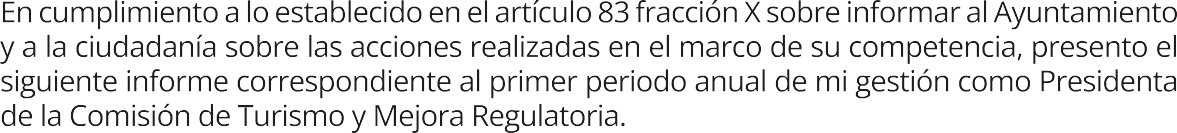 En cumplimiento a lo establecido en el artículo 83 fracción X sobre informar al Ayuntamiento
y a la ciudadanía sobre las acciones realizadas en el marco de su competencia, presento el
siguiente informe correspondiente al primer periodo anual de mi gestión como Presidenta
de la Comisión de Turismo y Mejora Regulatoria.